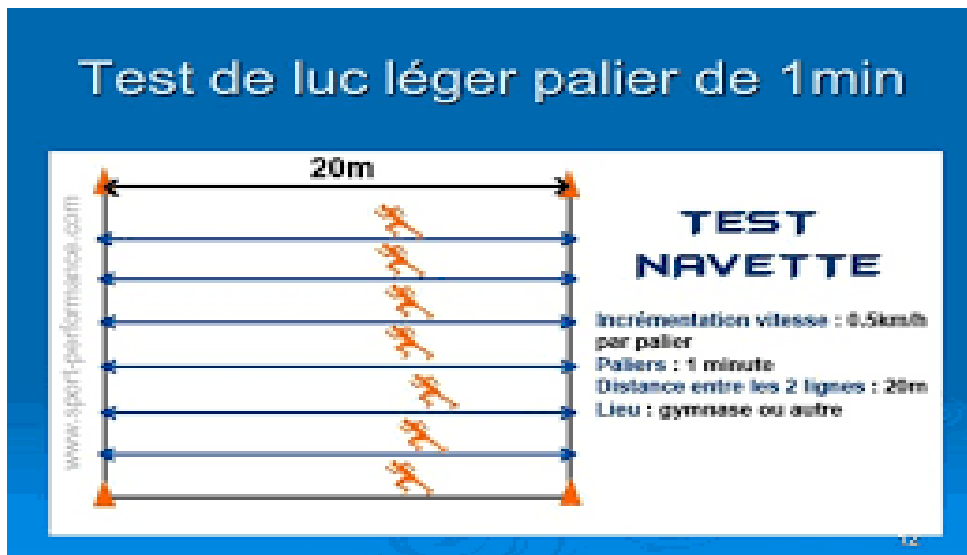 Test de luc léger palier de 1min
20m
www.sport-performance.com
TEST
NAVETTE
Incrémentation vitesse : 0.5km/h
par palier
Paliers : 1 minute
Distance entre les 2 lignes : 20m
Lieu : gymnase ou autre
12